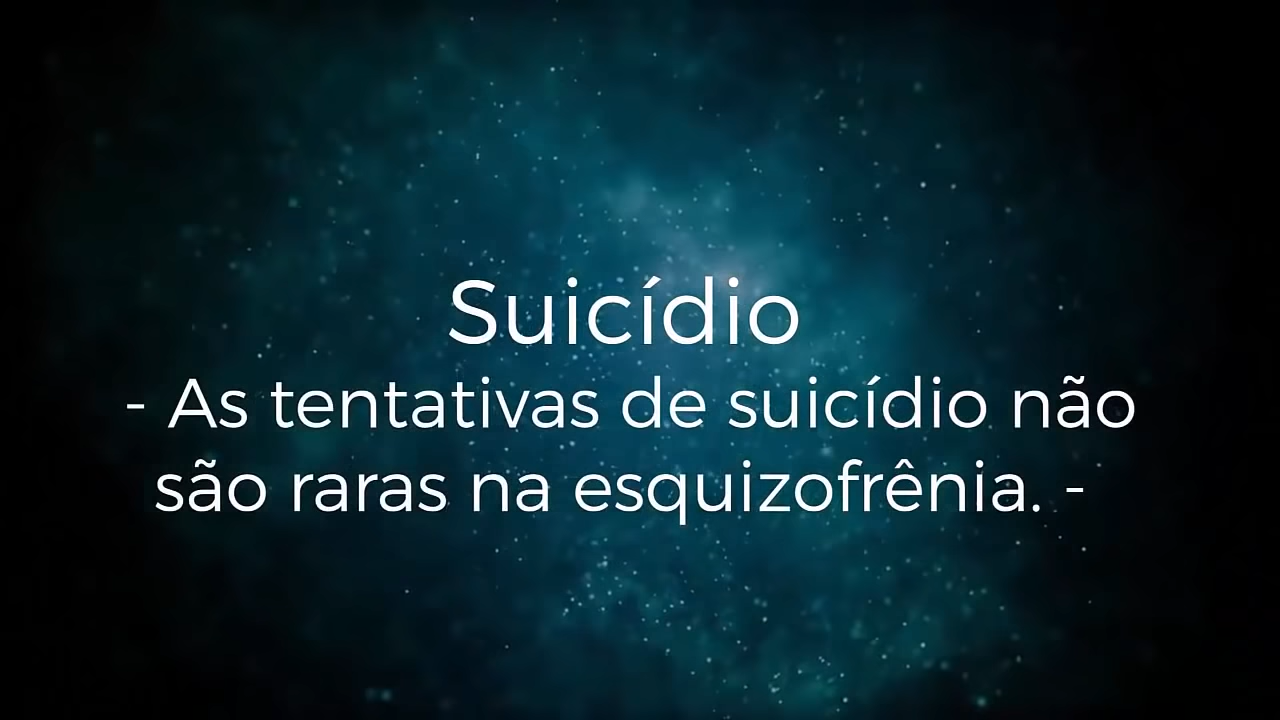 Suicídio
- As tentativas de suicídio não
são raras na esquizofrênia. -